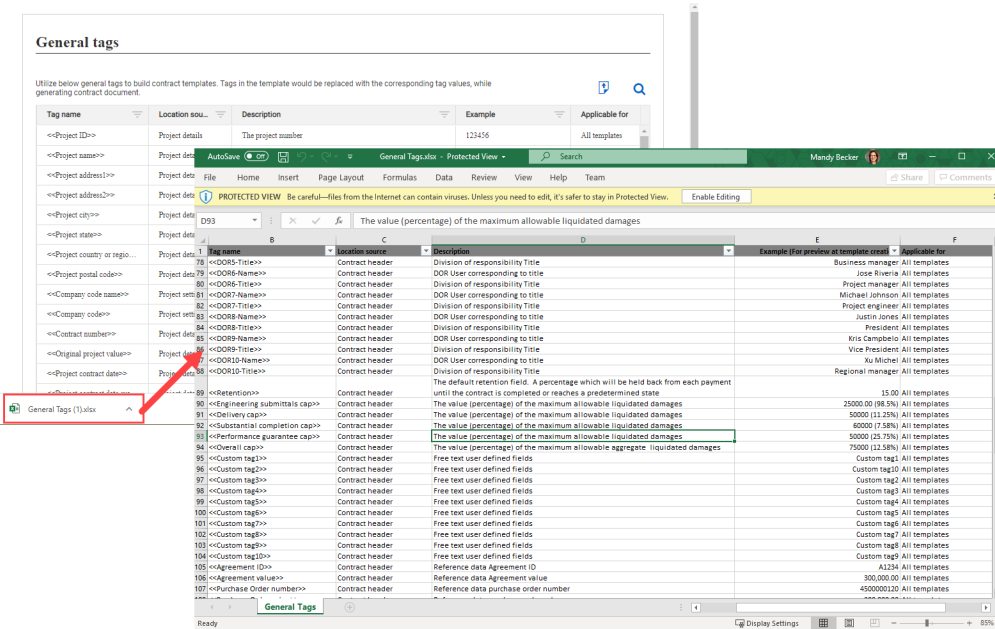 General tags
Utilize below general tags to build contract templates. Tags in the template would be replaced with the corresponding tag values, while
generating contract document.
Tag name Location sou... Description Example Applicable for
<<Project ID>> Project details The project number 123456 All templates
<<Project name>>
<<Project address1>>
<<Project address2>>
<<Project city>>
<<Project state>>
<<Project country or regio...
<<Project postal code>>
<<Company code name>>
<<Company code>>
<<Contract number>>
<<Original project value>>
<<Project contract date>>
General Tags (1).xlsx
AutoSave Off General Tags.xlsx - Protected View Search Mandy Becker
File Home Insert Page Layout Formulas Data Review View Help Team Share Comments
PROTECTED VIEW Be careful—files from the Internet can contain viruses. Unless you need to edit, it's safer to stay in Protected View. Enable Editing
D93 fx The value (percentage) of the maximum allowable liquidated damages
B C D E F
1 Tag name Location source Description Example (For preview at template creati Applicable for
78 <<DOR5-Title>> Contract header Division of responsibility Title Business manager All templates
79 <<DOR6-Name>> Contract header DOR User corresponding to title Jose Riveria All templates
80 <<DOR6-Title>> Contract header Division of responsibility Title Project manager All templates
81 <<DOR7-Name>> Contract header DOR User corresponding to title Michael Johnson All templates
82 <<DOR7-Title>> Contract header Division of responsibility Title Project engineer All templates
83 <<DOR8-Name>> Contract header DOR User corresponding to title Justin Jones All templates
84 <<DOR8-Title>> Contract header Division of responsibility Title President All templates
85 <<DOR9-Name>> Contract header DOR User corresponding to title Kris Campbelo All templates
86 <<DOR9-Title>> Contract header Division of responsibility Title Vice President All templates
87 <<DOR10-Name>> Contract header DOR User corresponding to title Xu Michel All templates
88 <<DOR10-Title>> Contract header Division of responsibility Title Regional manager All templates
The default retention field. A percentage which will be held back from each payment
89 <<Retention>> Contract header until the contract is completed or reaches a predetermined state 15.00 All templates
90 <<Engineering submittals cap>> Contract header The value (percentage) of the maximum allowable liquidated damages 25000.00 (98.5%) All templates
91 <<Delivery cap>> Contract header The value (percentage) of the maximum allowable liquidated damages 50000 (11.25%) All templates
92 <<Substantial completion cap>> Contract header The value (percentage) of the maximum allowable liquidated damages 60000 (7.58%) All templates
93 <<Performance guarantee cap>> Contract header The value (percentage) of the maximum allowable liquidated damages 50000 (25.75%) All templates
94 <<Overall cap>> Contract header The value (percentage) of the maximum allowable aggregate liquidated damages 75000 (12.58%) All templates
95 <<Custom tag1>> Contract header Free text user defined fields Custom tag1 All templates
96 <<Custom tag2>> Contract header Free text user defined fields Custom tag10 All templates
97 <<Custom tag3>> Contract header Free text user defined fields Custom tag2 All templates
98 <<Custom tag4>> Contract header Free text user defined fields Custom tag3 All templates
99 <<Custom tag5>> Contract header Free text user defined fields Custom tag4 All templates
100 <<Custom tag6>> Contract header Free text user defined fields Custom tag5 All templates
101 <<Custom tag7>> Contract header Free text user defined fields Custom tag6 All templates
102 <<Custom tag8>> Contract header Free text user defined fields Custom tag7 All templates
103 <<Custom tag9>> Contract header Free text user defined fields Custom tag8 All templates
104 <<Custom tag10>> Contract header Free text user defined fields Custom tag9 All templates
105 <<Agreement ID>> Contract header Reference data Agreement ID A1234 All templates
106 <<Agreement value>> Contract header Reference data Agreement value 300,000.00 All templates
107 <<Purchase Order number>> Contract header Reference data purchase order number 4500000120 All templates
General Tags
Ready Display Settings 85%